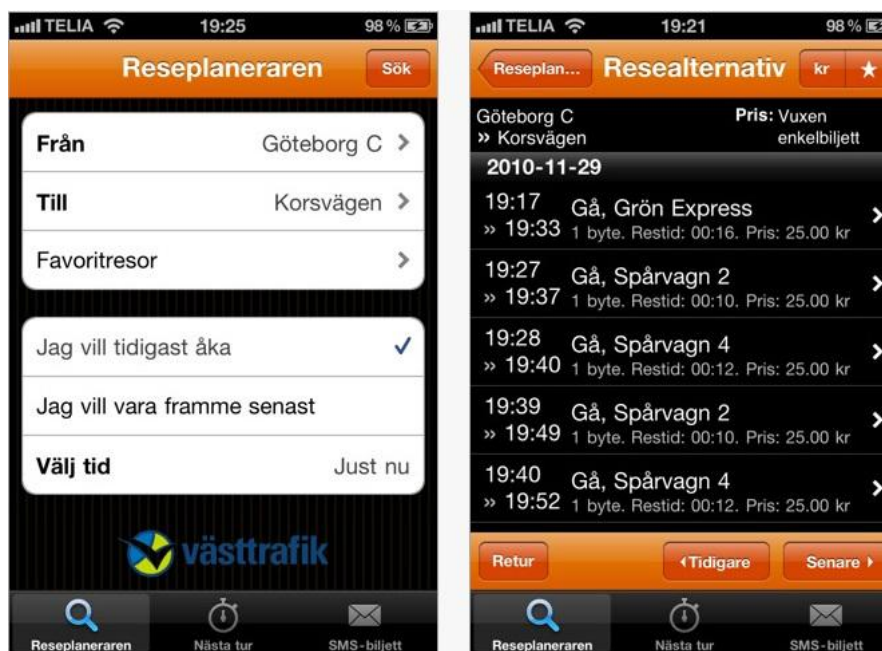 TELIA 19:25 98 %
Reseplaneraren Sök
Från Göteborg C
Till Korsvägen
Favoritresor
Jag vill tidigast åka
Jag vill vara framme senast
Välj tid Just nu
västtrafik
Reseplaneraren Nästa tur SMS-biljett
TELIA 19:21 98 %
Reseplan... Resealternativ kr
Göteborg C Pris: Vuxen
» Korsvägen enkelbiljett
2010-11-29
19:17 Gå, Grön Express
» 19:33 1 byte. Restid: 00:16. Pris: 25.00 kr
19:27 Gå, Spårvagn 2
» 19:37 1 byte. Restid: 00:10. Pris: 25.00 kr
19:28 Gå, Spårvagn 4
» 19:40 1 byte. Restid: 00:12. Pris: 25.00 kr
19:39 Gå, Spårvagn 2
» 19:49 1 byte. Restid: 00:10. Pris: 25.00 kr
19:40 Gå, Spårvagn 4
» 19:52 1 byte. Restid: 00:12. Pris: 25.00 kr
Retur Tidigare Senare
Reseplaneraren Nästa tur SMS-biljett